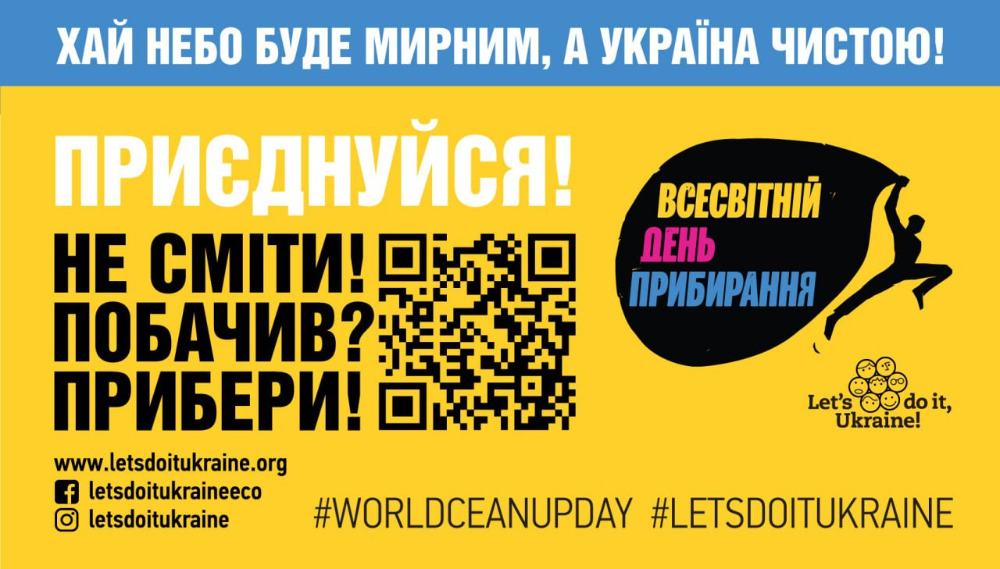 ХАЙ НЕБО БУДЕ МИРНИМ, А УКРАЇНА ЧИСТОЮ!
ПРИЄДНУЙСЯ!
НЕ СМІТИ!
ПОБАЧИВ?
ПРИБЕРИ!
ВСЕСВІТНІЙ
ДЕНЬ
ПРИБИРАННЯ
Let's do it,
Ukraine!
www.letsdoitukraine.org
letsdoitukraineeco
letsdoitukraine
#WORLDCEANUPDAY #LETSDOITUKRAINE